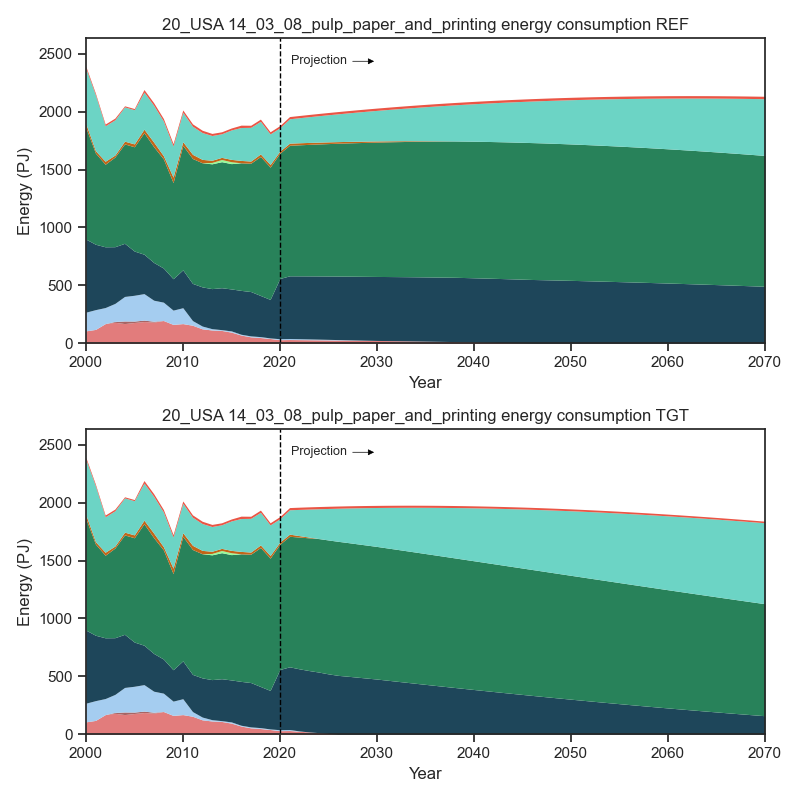 20_USA 14_03_08_pulp_paper_and_printing energy consumption REF
2500
2000
1500
1000
500
0
Energy (PJ)
Projection
2000 2010 2020 2030 2040 2050 2060 2070
Year
20_USA 14_03_08_pulp_paper_and_printing energy consumption TGT
2500
2000
1500
1000
500
0
Energy (PJ)
Projection
2000 2010 2020 2030 2040 2050 2060 2070
Year